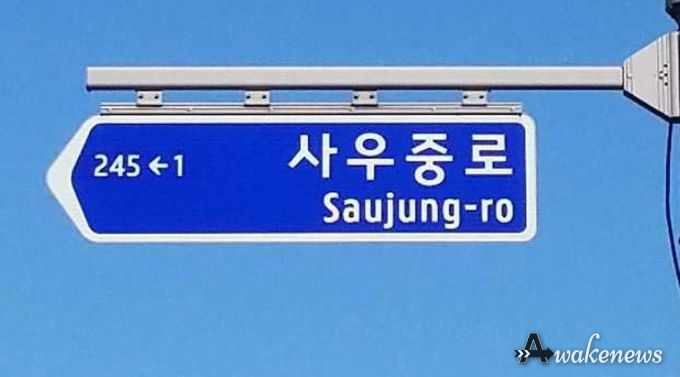 245 ← 1
사우중로
Saujung-ro
Awakenews